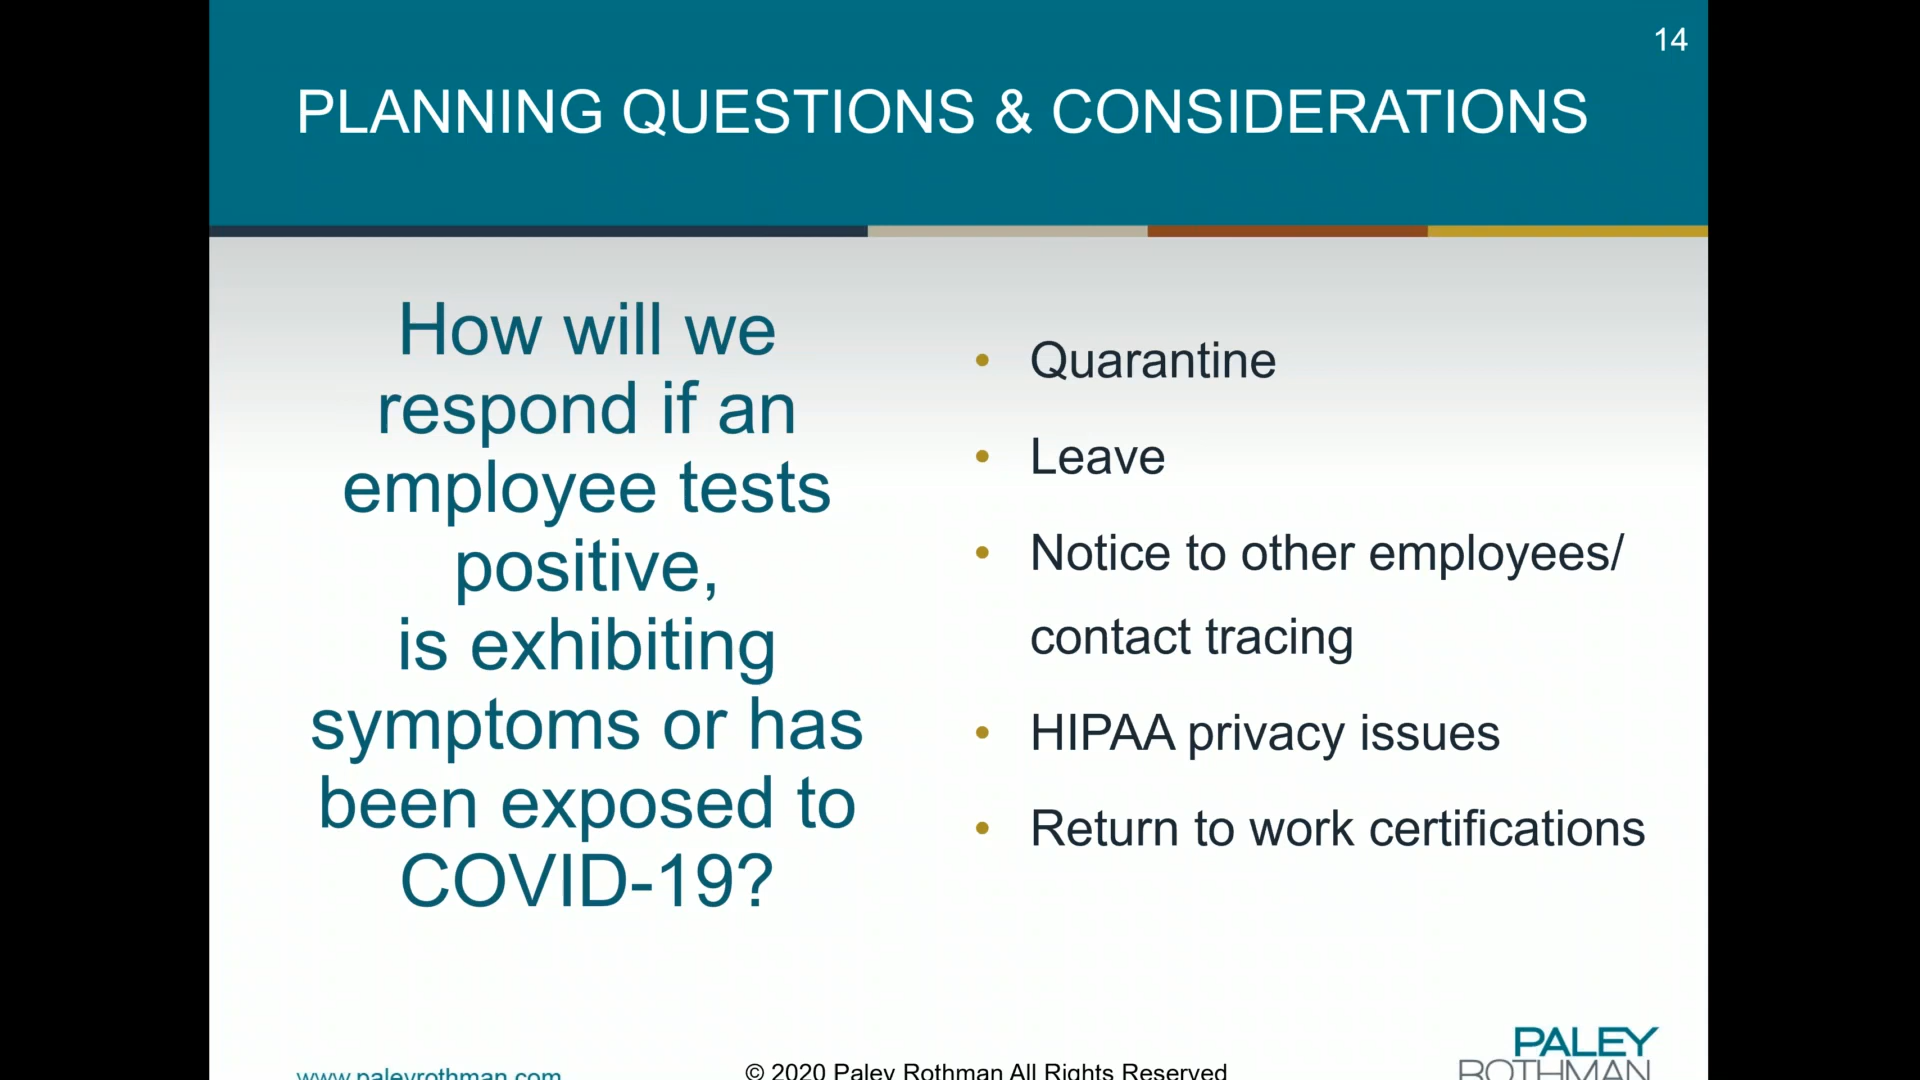 14
PLANNING QUESTIONS & CONSIDERATIONS
How will we
respond if an
employee tests
positive,
is exhibiting
symptoms or has
been exposed to
COVID-19?
• Quarantine
• Leave
• Notice to other employees/
contact tracing
• HIPAA privacy issues
• Return to work certifications
www.paleyrothman.com
© 2020 Paley Rothman All Rights Reserved
PALEY
ROTHMAN